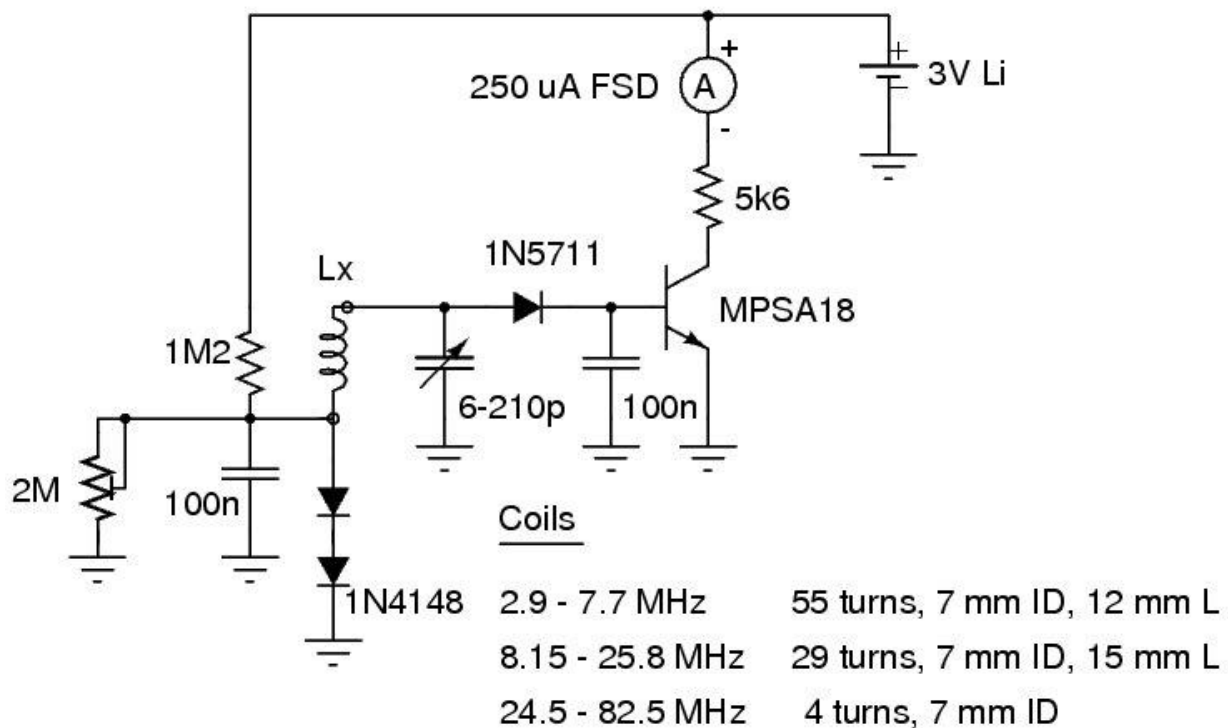 +
250 uA FSD
A
+
-
3V Li
-
5k6
1N5711
Lx
MPSA18
1M2
6-210p
100n
2M
100n
1N4148
Coils
2.9 - 7.7 MHz 55 turns, 7 mm ID, 12 mm L
8.15 - 25.8 MHz 29 turns, 7 mm ID, 15 mm L
24.5 - 82.5 MHz 4 turns, 7 mm ID